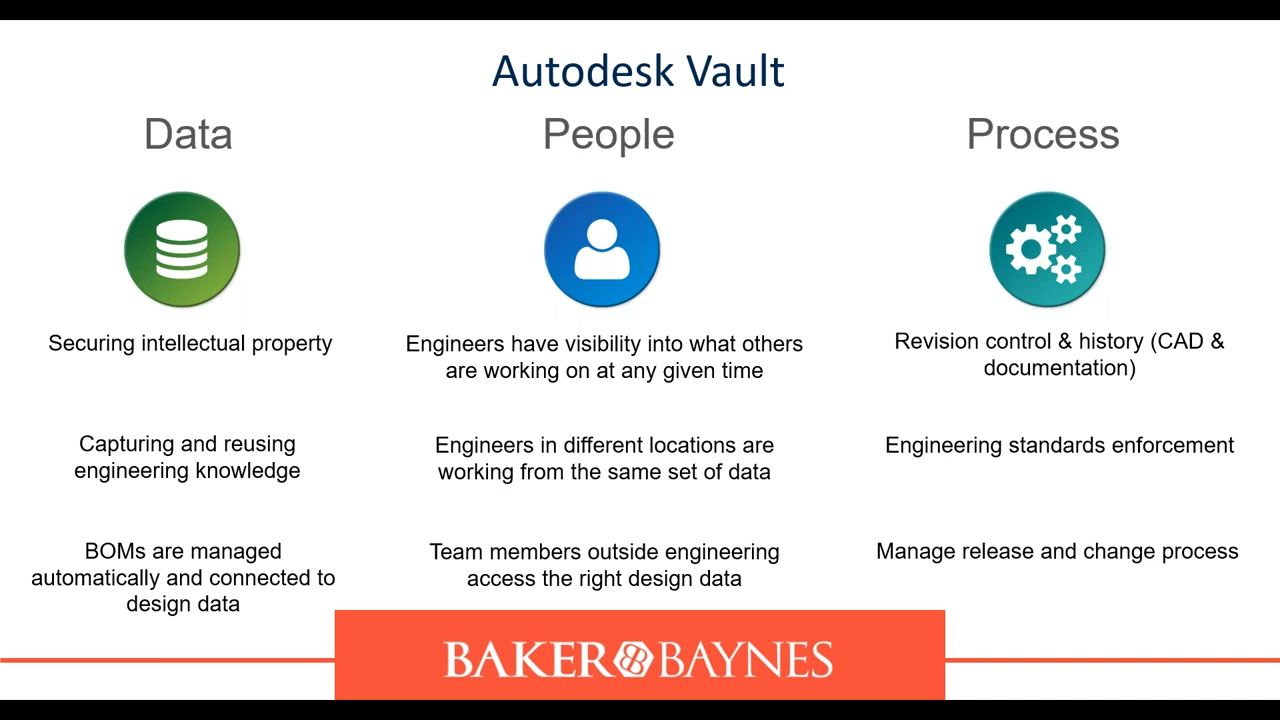 Autodesk Vault
Data
People
Process
Securing intellectual property
Engineers have visibility into what others
are working on at any given time
Revision control & history (CAD &
documentation)
Capturing and reusing
engineering knowledge
Engineers in different locations are
working from the same set of data
Engineering standards enforcement
BOMs are managed
automatically and connected to
design data
Team members outside engineering
access the right design data
Manage release and change process
BAKER BAYNES